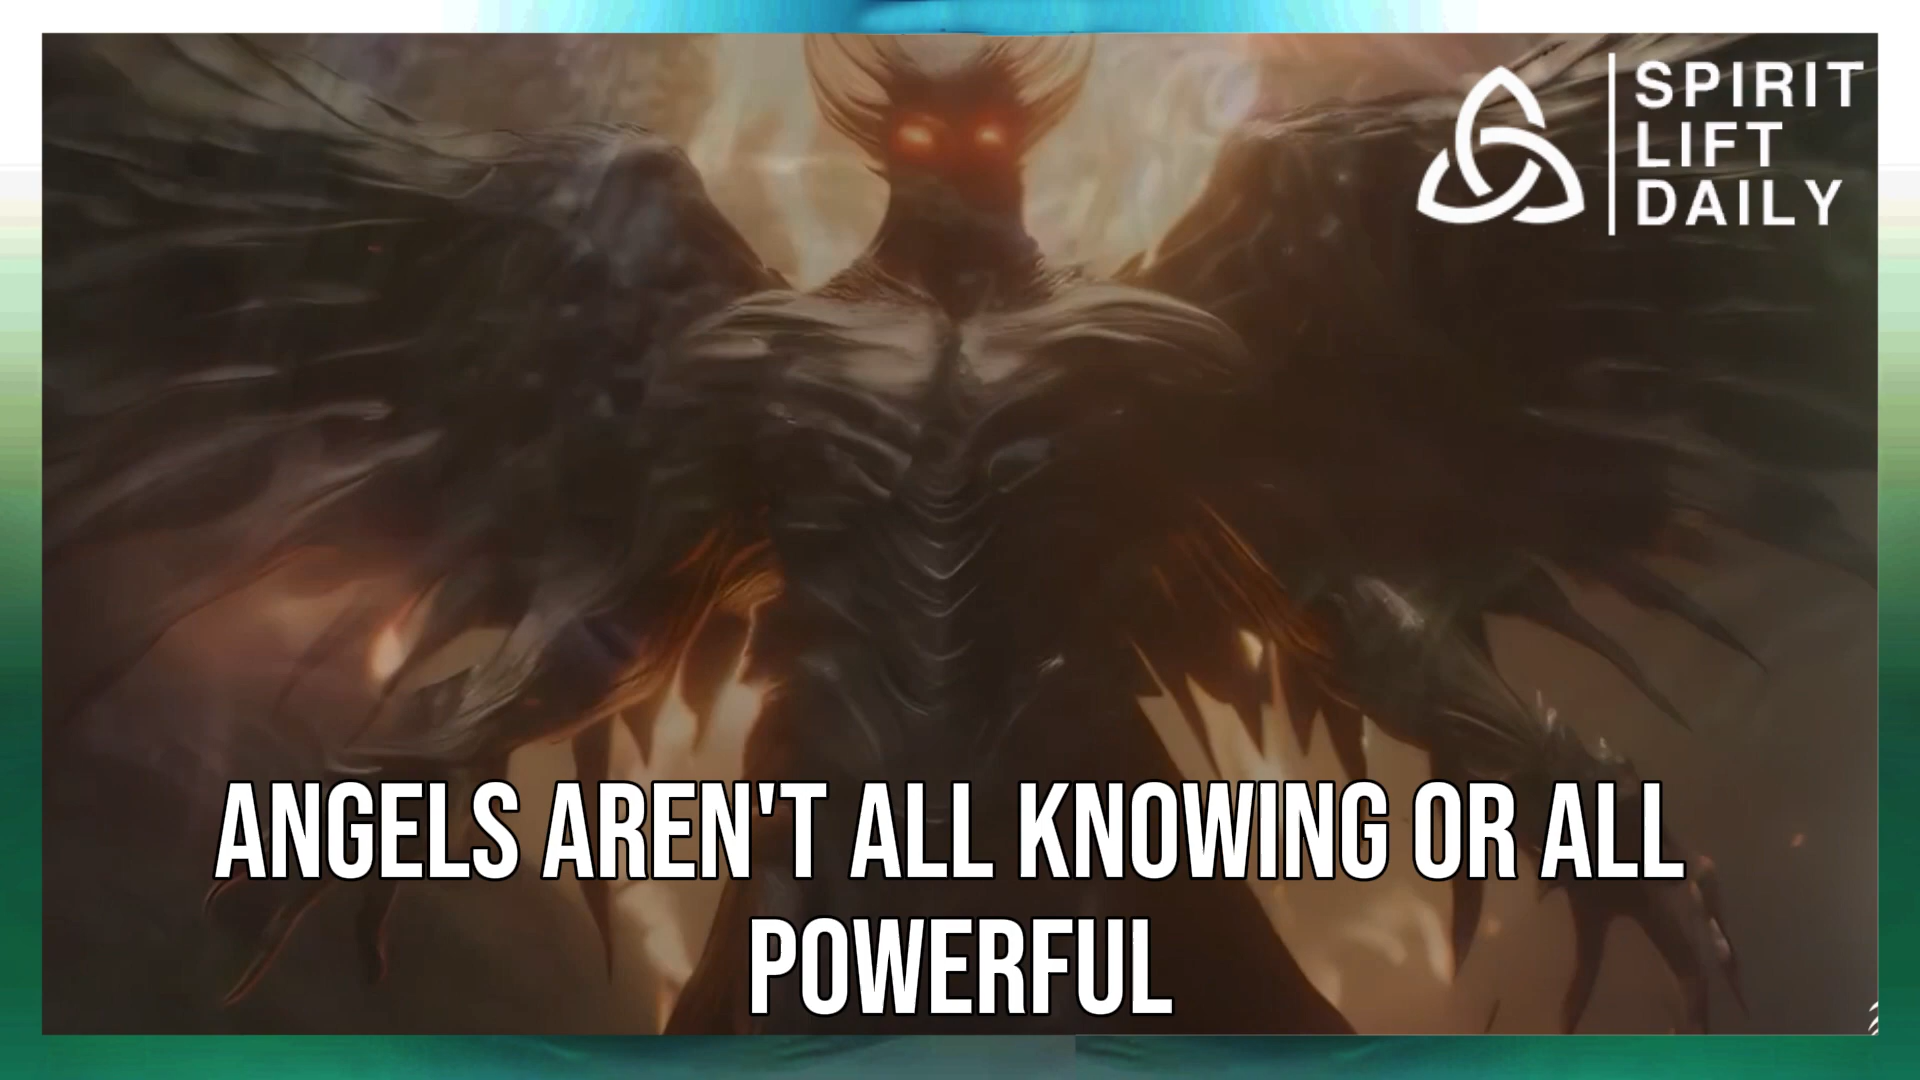 SPIRIT
LIFT
DAILY
ANGELS AREN'T ALL KNOWING OR ALL
POWERFUL